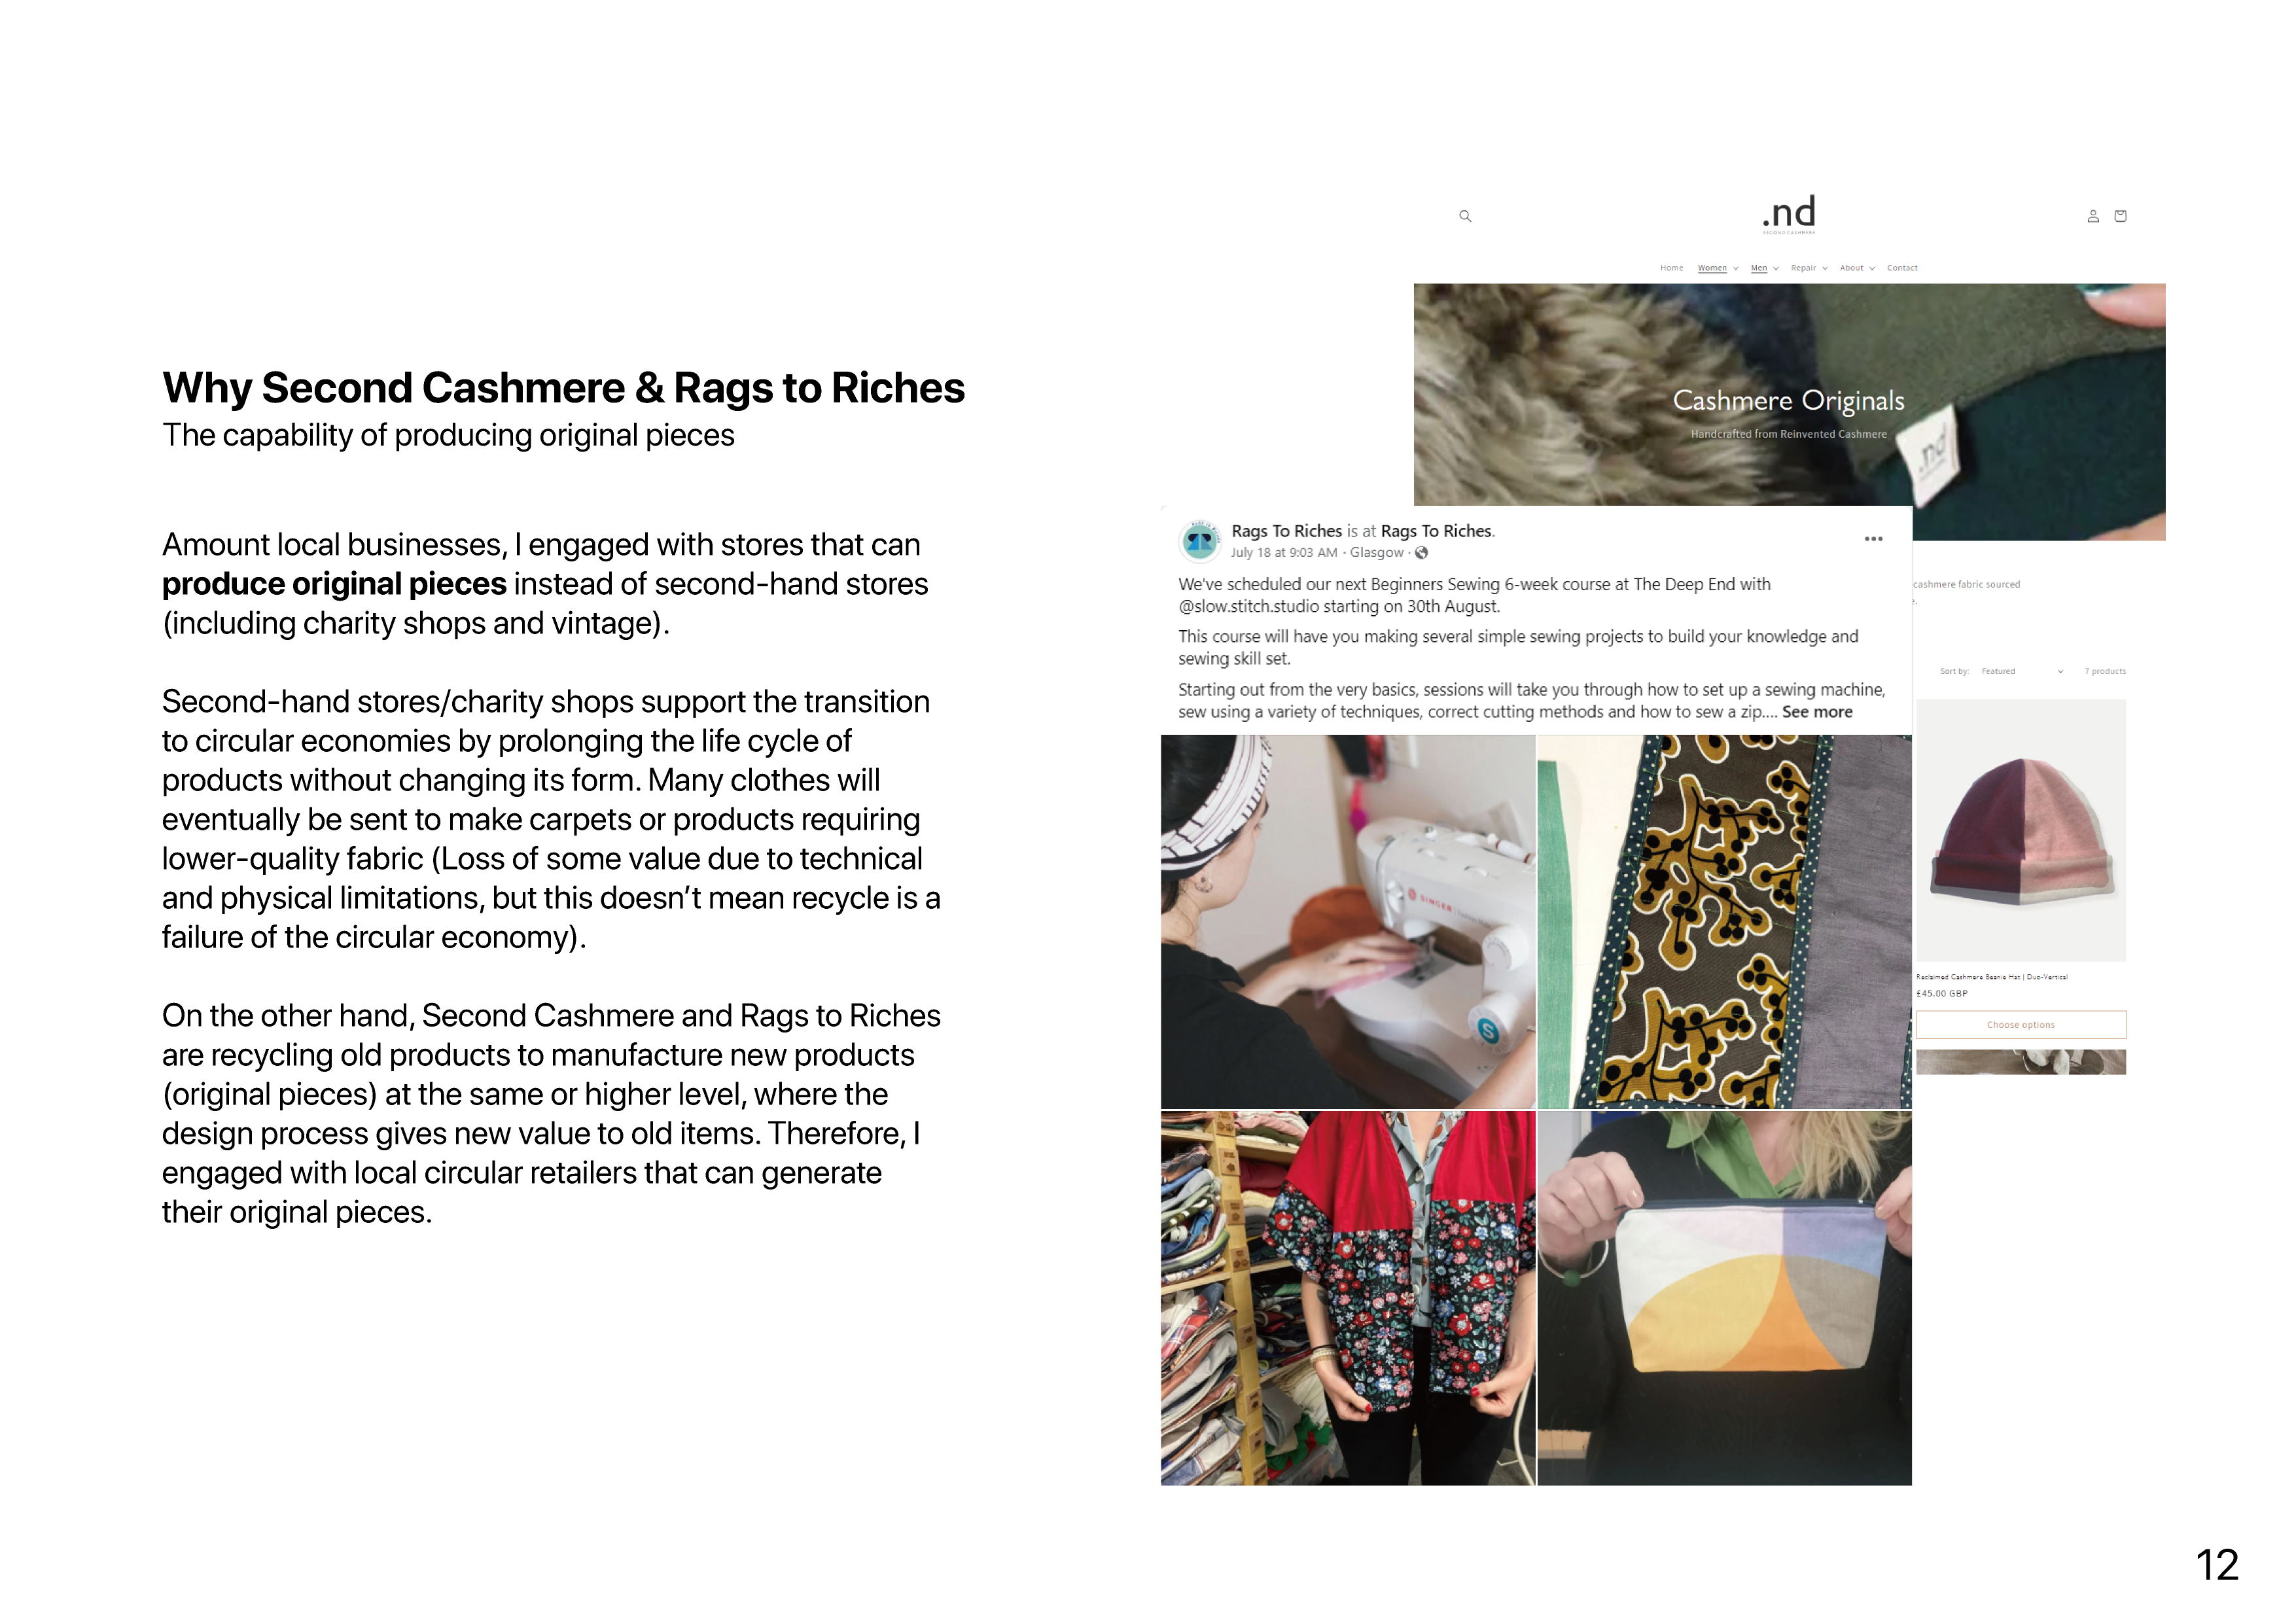 Why Second Cashmere & Rags to Riches
The capability of producing original pieces
Amount local businesses, I engaged with stores that can
produce original pieces instead of second-hand stores
(including charity shops and vintage).
Second-hand stores/charity shops support the transition
to circular economies by prolonging the life cycle of
products without changing its form. Many clothes will
eventually be sent to make carpets or products requiring
lower-quality fabric (Loss of some value due to technical
and physical limitations, but this doesn’t mean recycle is a
failure of the circular economy).
On the other hand, Second Cashmere and Rags to Riches
are recycling old products to manufacture new products
(original pieces) at the same or higher level, where the
design process gives new value to old items. Therefore, I
engaged with local circular retailers that can generate
their original pieces.
.nd
SECOND CASHMERE
Home Women Men Repair About Contact
Cashmere Originals
Handcrafted from Reinvented Cashmere
.nd
Rags To Riches is at Rags To Riches.
July 18 at 9:03 AM · Glasgow ·
We've scheduled our next Beginners Sewing 6-week course at The Deep End with
@slow.stitch.studio starting on 30th August.
This course will have you making several simple sewing projects to build your knowledge and
sewing skill set.
Starting out from the very basics, sessions will take you through how to set up a sewing machine,
sew using a variety of techniques, correct cutting methods and how to sew a zip.... See more
cashmere fabric sourced
Sort by: Featured 7 products
SINGER
S
Reclaimed Cashmere Beanie Hat | Duo-Vertical
£45.00 GBP
Choose options
12